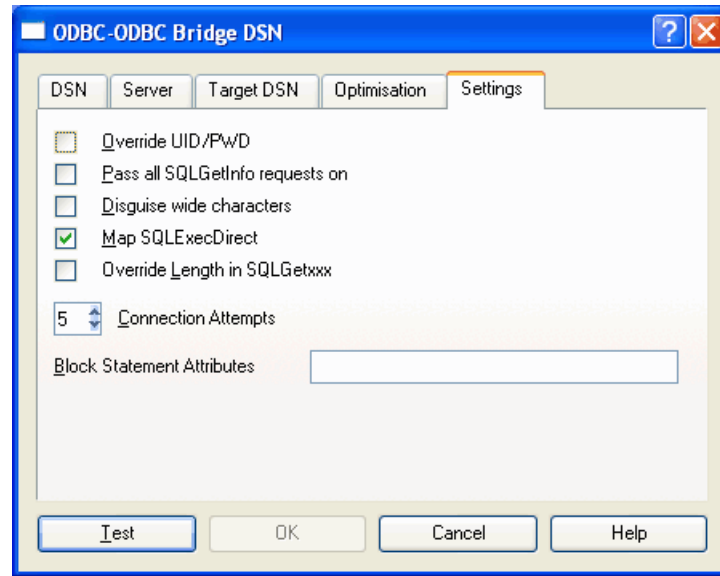 ODBC-ODBC Bridge DSN
DSN Server Target DSN Optimisation Settings
Override UID/PWD
Pass all SQLGetInfo requests on
Disguise wide characters
Map SQLExecDirect
Override Length in SQLGetxxx
5 Connection Attempts
Block Statement Attributes
Test OK Cancel Help